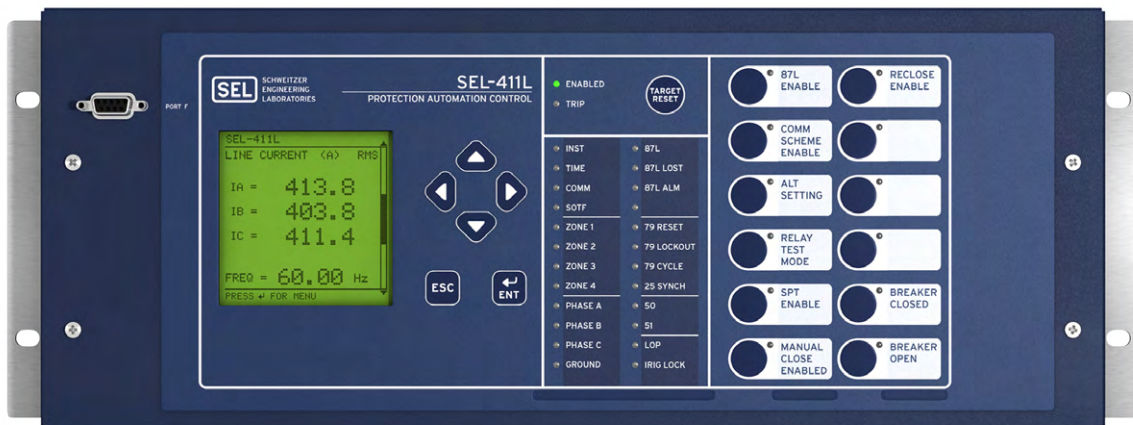 PORT F
SEL
SCHWEITZER
ENGINEERING
LABORATORIES
SEL-411L
PROTECTION AUTOMATION CONTROL
SEL-411L
LINE CURRENT (A) RMS
IA = 413.8
IB = 403.8
IC = 411.4
FREQ = 60.00 Hz
PRESS ↵ FOR MENU
ESC
ENT
ENABLED
TRIP
TARGET
RESET
INST
TIME
COMM
SOTF
ZONE 1
ZONE 2
ZONE 3
ZONE 4
PHASE A
PHASE B
PHASE C
GROUND
87L
87L LOST
87L ALM
79 RESET
79 LOCKOUT
79 CYCLE
25 SYNCH
50
51
LOP
IRIG LOCK
87L
ENABLE
COMM
SCHEME
ENABLE
ALT
SETTING
RELAY
TEST
MODE
SPT
ENABLE
MANUAL
CLOSE
ENABLED
RECLOSE
ENABLE
BREAKER
CLOSED
BREAKER
OPEN